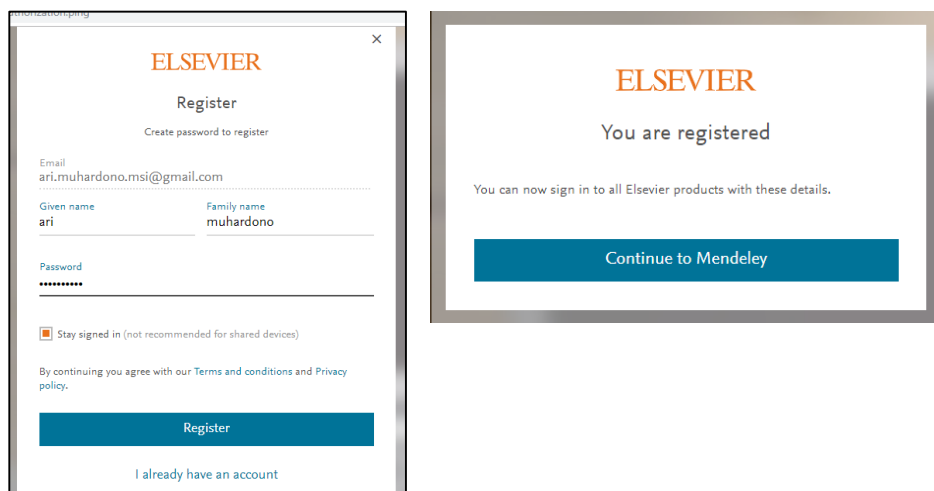 authorization.ping
×
ELSEVIER
Register
Create password to register
Email
ari.muhardono.msi@gmail.com
Given name Family name
ari muhardono
Password
••••••••••
Stay signed in (not recommended for shared devices)
By continuing you agree with our Terms and conditions and Privacy
policy.
Register
I already have an account
ELSEVIER
You are registered
You can now sign in to all Elsevier products with these details.
Continue to Mendeley